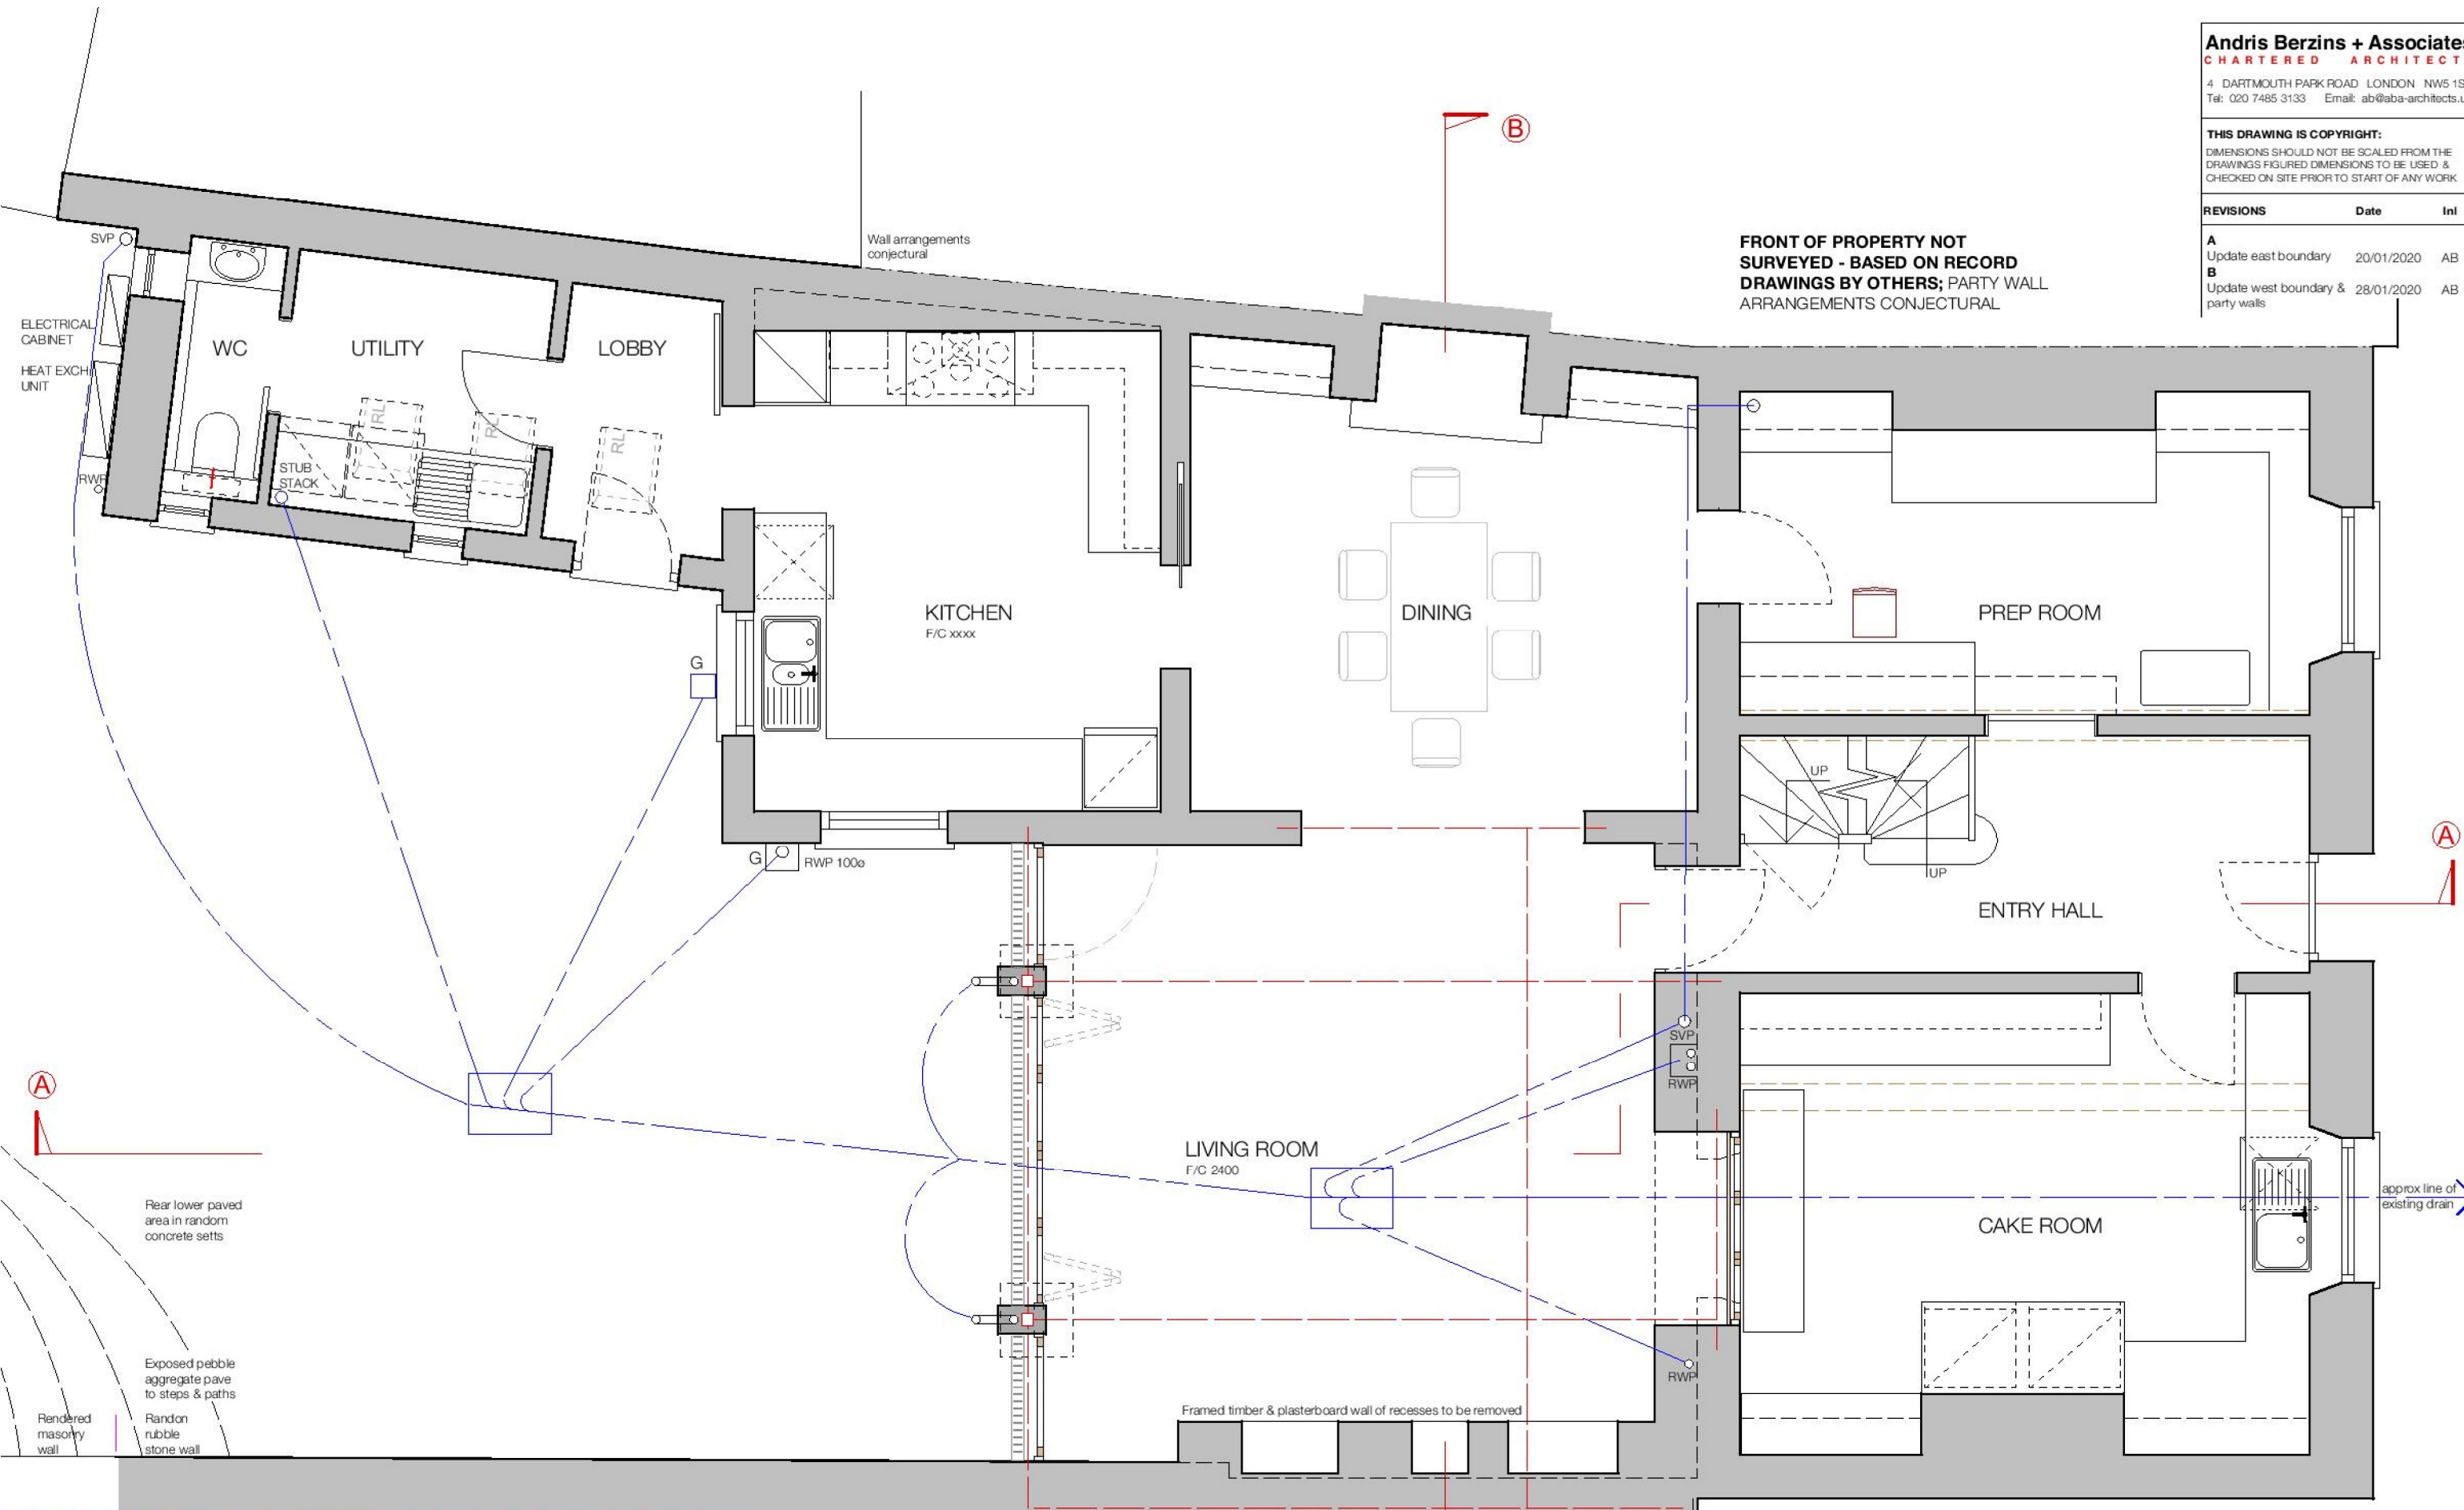 Andris Berzins + Associates
CHARTERED ARCHITECT
4 DARTMOUTH PARK ROAD LONDON NW5 1S
Tel: 020 7485 3133 Email: ab@aba-architects.u
THIS DRAWING IS COPYRIGHT:
DIMENSIONS SHOULD NOT BE SCALED FROM THE
DRAWINGS FIGURED DIMENSIONS TO BE USED &
CHECKED ON SITE PRIOR TO START OF ANY WORK
REVISIONS Date Inl
A
Update east boundary 20/01/2020 AB
B
Update west boundary & 28/01/2020 AB
party walls
B
FRONT OF PROPERTY NOT
SURVEYED - BASED ON RECORD
DRAWINGS BY OTHERS; PARTY WALL
ARRANGEMENTS CONJECTURAL
Wall arrangements
conjectural
SVP
ELECTRICAL
CABINET
HEAT EXCH
UNIT
RWP
WC
UTILITY
LOBBY
RL
RL
RL
STUB
STACK
KITCHEN
F/C xxxx
DINING
PREP ROOM
G
G
RWP 100ø
UP
UP
ENTRY HALL
A
A
SVP
RWP
LIVING ROOM
F/C 2400
CAKE ROOM
approx line of
existing drain
RWP
Rear lower paved
area in random
concrete setts
Exposed pebble
aggregate pave
to steps & paths
Rendered
masonry
wall
Randon
rubble
stone wall
Framed timber & plasterboard wall of recesses to be removed